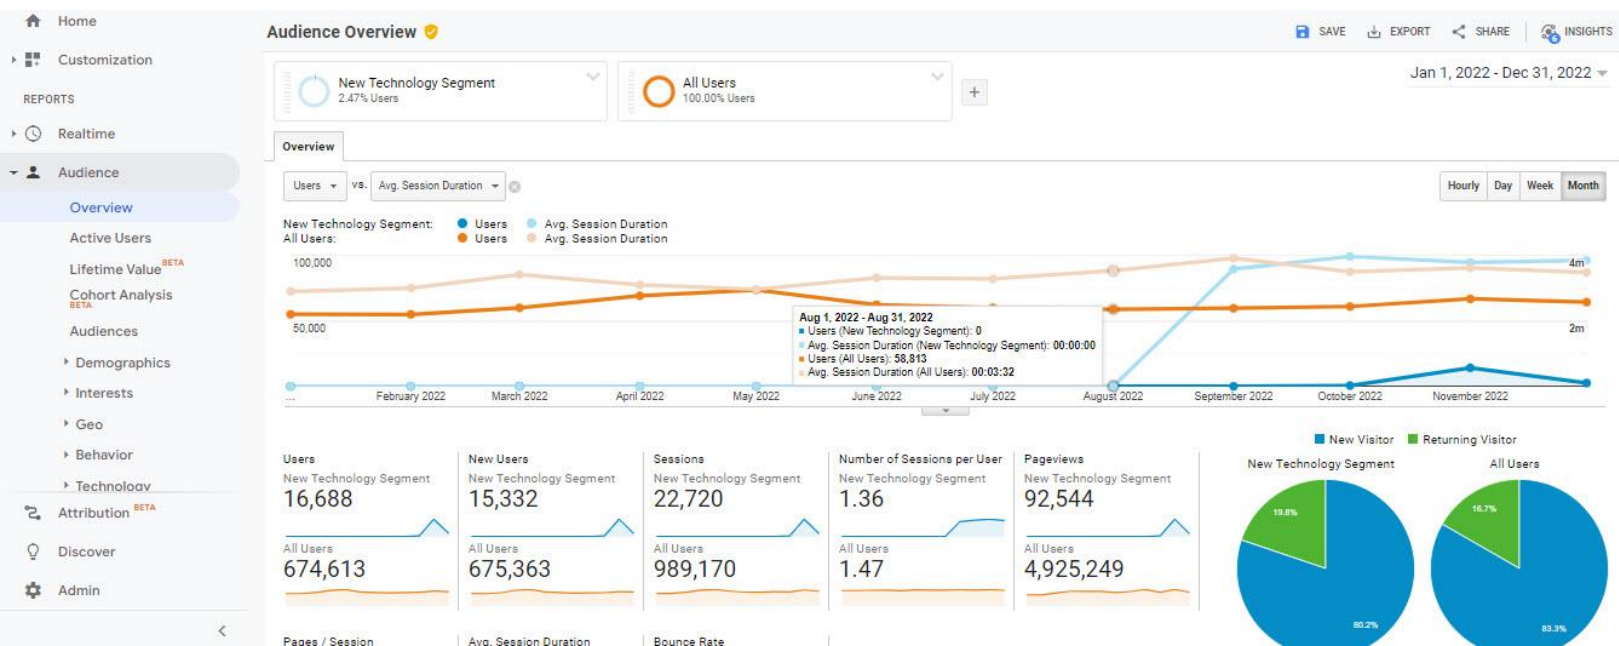 Home
Customization
REPORTS
Realtime
Audience
Overview
Active Users
Lifetime Value BETA
Cohort Analysis
BETA
Audiences
Demographics
Interests
Geo
Behavior
Technology
Attribution BETA
Discover
Admin
Audience Overview
SAVE EXPORT SHARE 6 INSIGHTS
Jan 1, 2022 - Dec 31, 2022
New Technology Segment
2.47% Users
All Users
100.00% Users
+
Overview
Users vs. Avg. Session Duration
Hourly Day Week Month
New Technology Segment: Users Avg. Session Duration
All Users: Users Avg. Session Duration
100,000 4m
50,000 2m
Aug 1, 2022 - Aug 31, 2022
Users (New Technology Segment): 0
Avg. Session Duration (New Technology Segment): 00:00:00
Users (All Users): 58,813
Avg. Session Duration (All Users): 00:03:32
... February 2022 March 2022 April 2022 May 2022 June 2022 July 2022 August 2022 September 2022 October 2022 November 2022
Users
New Technology Segment
16,688
All Users
674,613
New Users
New Technology Segment
15,332
All Users
675,363
Sessions
New Technology Segment
22,720
All Users
989,170
Number of Sessions per User
New Technology Segment
1.36
All Users
1.47
Pageviews
New Technology Segment
92,544
All Users
4,925,249
Pages / Session
Avg. Session Duration
Bounce Rate
New Visitor Returning Visitor
New Technology Segment
19.8%
80.2%
All Users
16.7%
83.3%